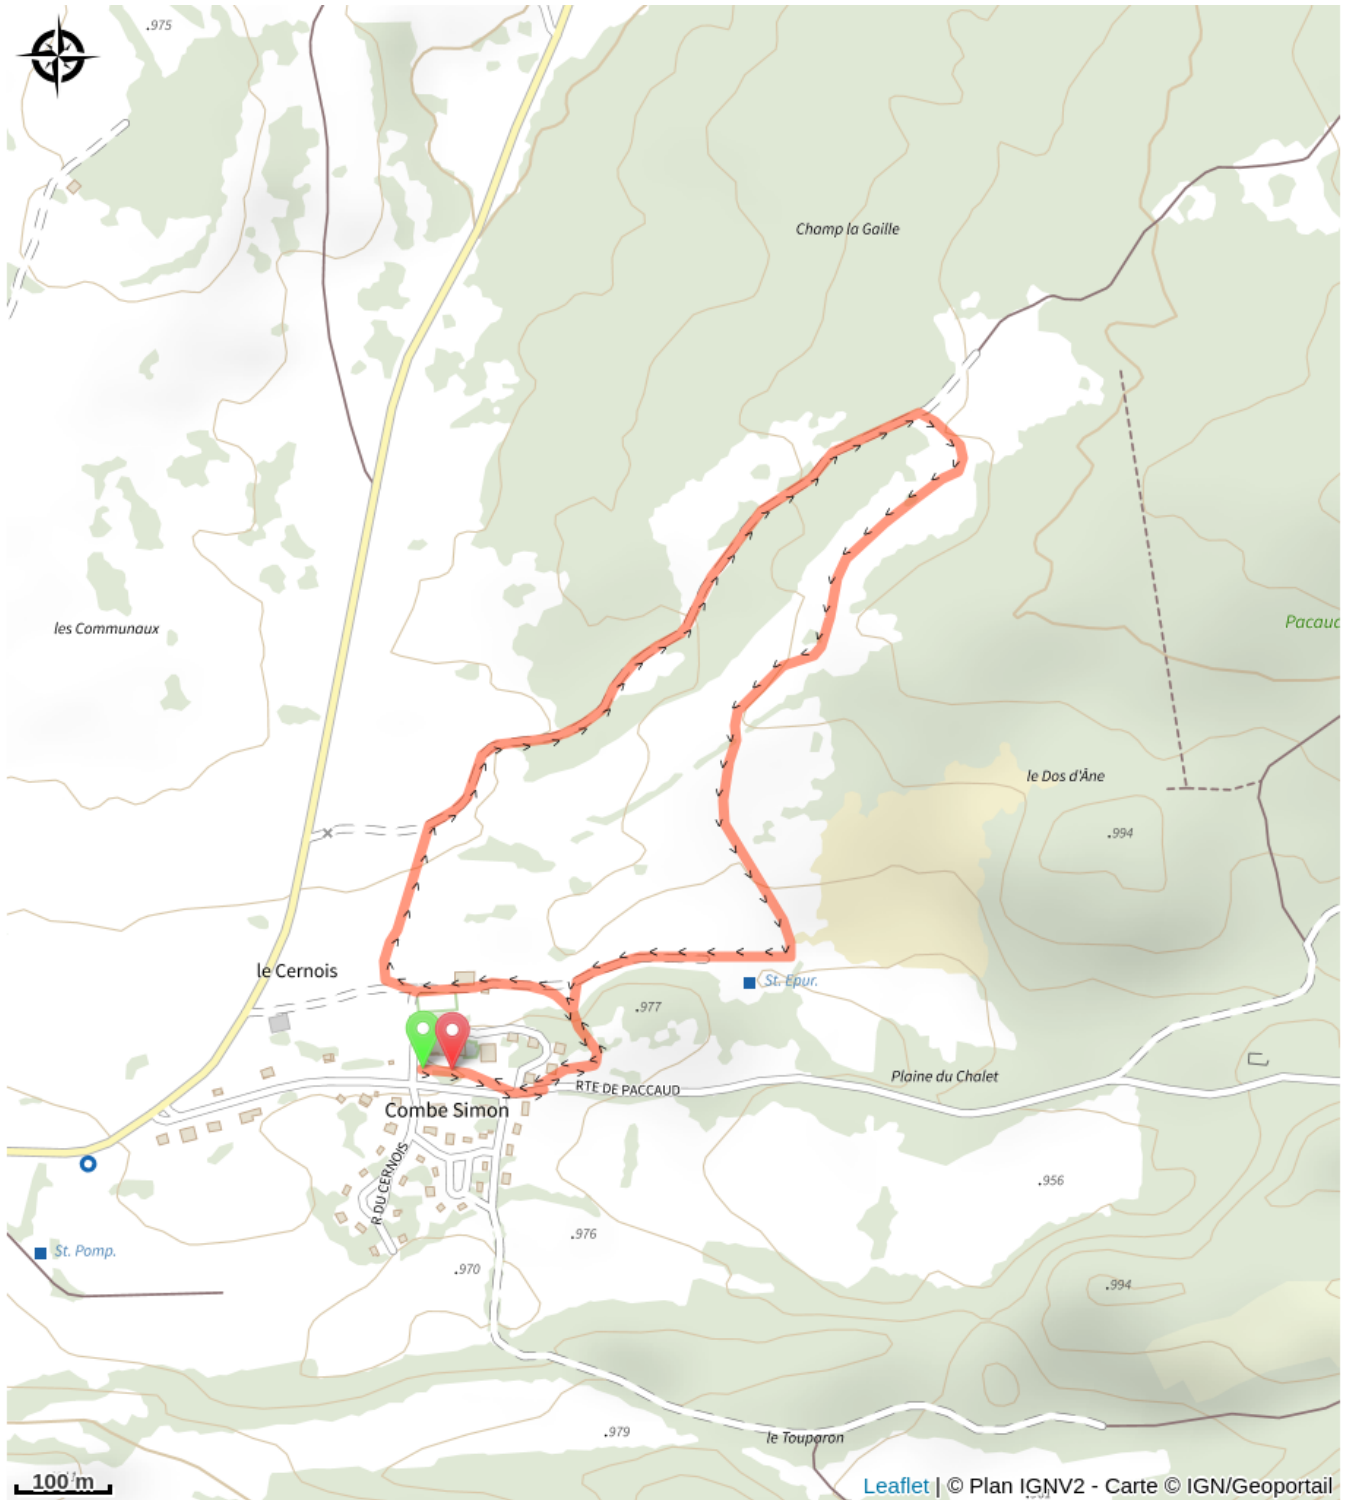 .975
Champ la Gaille
les Communaux
Pacauc
le Dos d'Âne
.994
le Cernois
St. Epur.
.977
Plaine du Chalet
RTE DE PACCAUD
Combe Simon
R DU CERNOIS
.956
.976
St. Pomp.
.970
.994
.979
le Touparon
100 m
Leaflet | © Plan IGNV2 - Carte © IGN/Geoportail